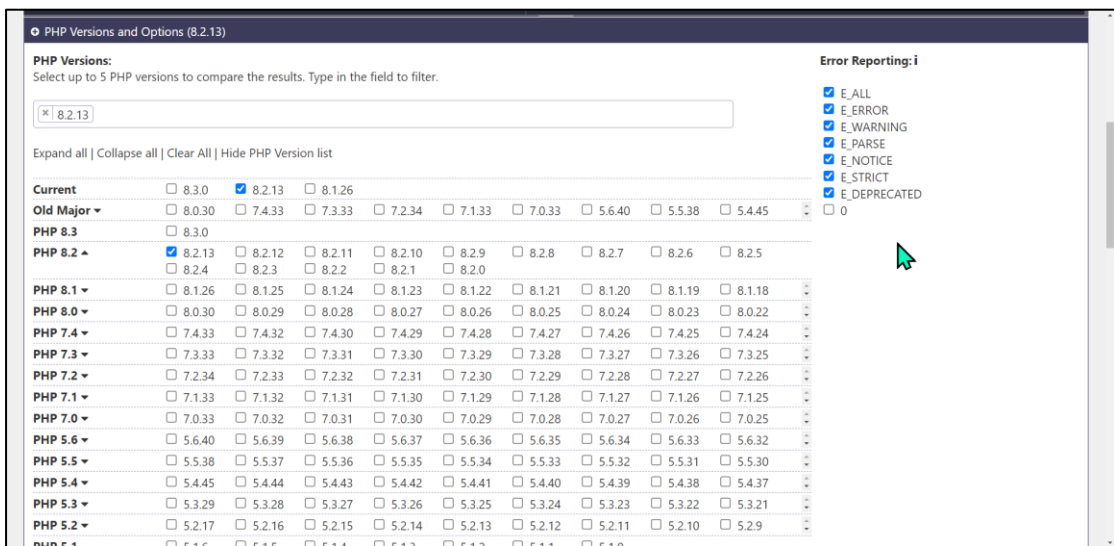 PHP Versions and Options (8.2.13)
PHP Versions:
Select up to 5 PHP versions to compare the results. Type in the field to filter.
× 8.2.13
Expand all | Collapse all | Clear All | Hide PHP Version list
Current 8.3.0 8.2.13 8.1.26
Old Major 8.0.30 7.4.33 7.3.33 7.2.34 7.1.33 7.0.33 5.6.40 5.5.38 5.4.45
PHP 8.3 8.3.0
PHP 8.2 8.2.13 8.2.12 8.2.11 8.2.10 8.2.9 8.2.8 8.2.7 8.2.6 8.2.5
8.2.4 8.2.3 8.2.2 8.2.1 8.2.0
PHP 8.1 8.1.26 8.1.25 8.1.24 8.1.23 8.1.22 8.1.21 8.1.20 8.1.19 8.1.18
PHP 8.0 8.0.30 8.0.29 8.0.28 8.0.27 8.0.26 8.0.25 8.0.24 8.0.23 8.0.22
PHP 7.4 7.4.33 7.4.32 7.4.30 7.4.29 7.4.28 7.4.27 7.4.26 7.4.25 7.4.24
PHP 7.3 7.3.33 7.3.32 7.3.31 7.3.30 7.3.29 7.3.28 7.3.27 7.3.26 7.3.25
PHP 7.2 7.2.34 7.2.33 7.2.32 7.2.31 7.2.30 7.2.29 7.2.28 7.2.27 7.2.26
PHP 7.1 7.1.33 7.1.32 7.1.31 7.1.30 7.1.29 7.1.28 7.1.27 7.1.26 7.1.25
PHP 7.0 7.0.33 7.0.32 7.0.31 7.0.30 7.0.29 7.0.28 7.0.27 7.0.26 7.0.25
PHP 5.6 5.6.40 5.6.39 5.6.38 5.6.37 5.6.36 5.6.35 5.6.34 5.6.33 5.6.32
PHP 5.5 5.5.38 5.5.37 5.5.36 5.5.35 5.5.34 5.5.33 5.5.32 5.5.31 5.5.30
PHP 5.4 5.4.45 5.4.44 5.4.43 5.4.42 5.4.41 5.4.40 5.4.39 5.4.38 5.4.37
PHP 5.3 5.3.29 5.3.28 5.3.27 5.3.26 5.3.25 5.3.24 5.3.23 5.3.22 5.3.21
PHP 5.2 5.2.17 5.2.16 5.2.15 5.2.14 5.2.13 5.2.12 5.2.11 5.2.10 5.2.9
Error Reporting: i
E_ALL
E_ERROR
E_WARNING
E_PARSE
E_NOTICE
E_STRICT
E_DEPRECATED
0